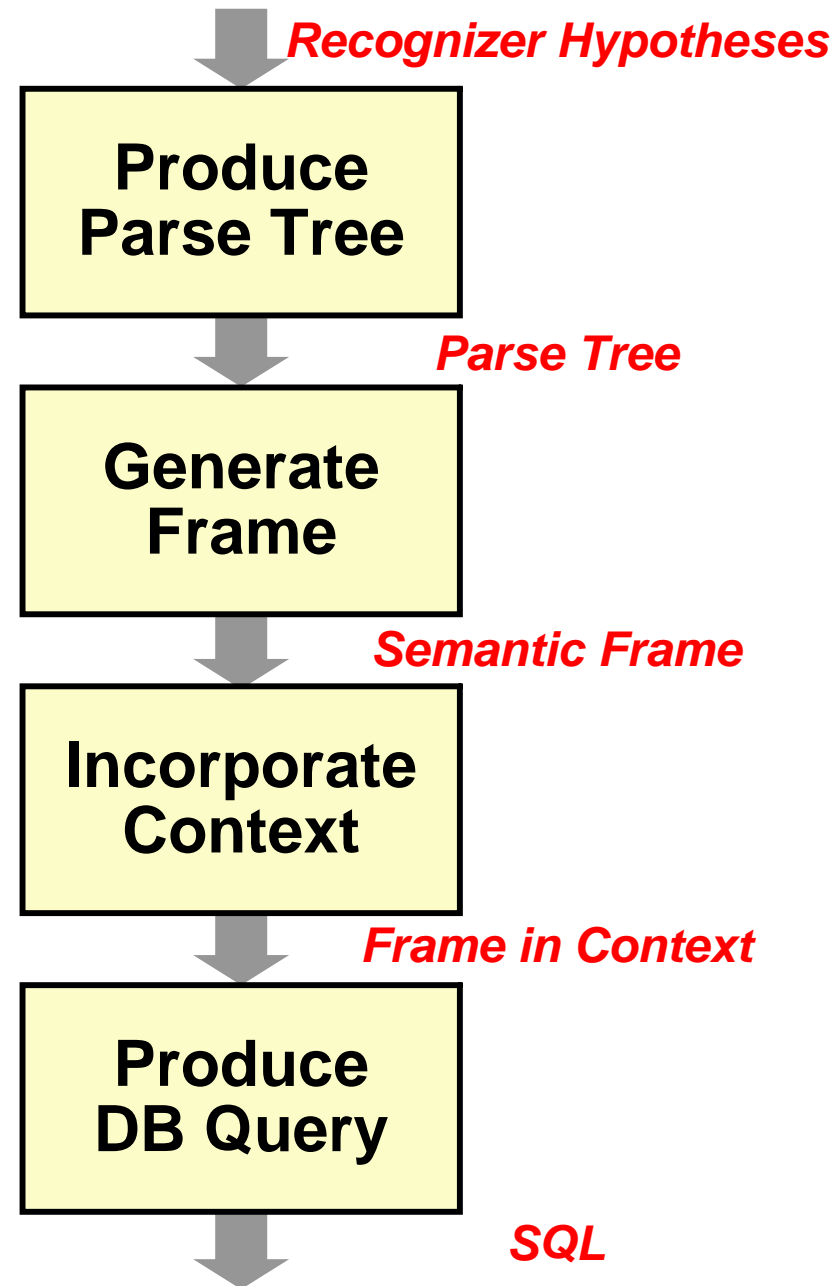 Recognizer Hypotheses
Produce
Parse Tree
Parse Tree
Generate
Frame
Semantic Frame
Incorporate
Context
Frame in Context
Produce
DB Query
SQL